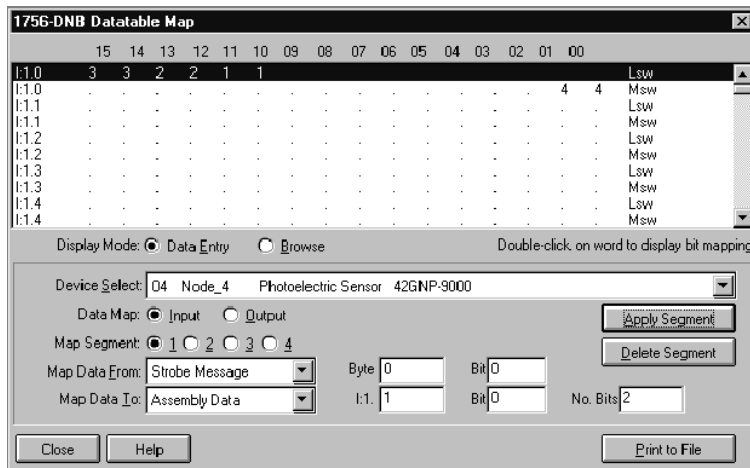 1756-DNB Datatable Map
15 14 13 12 11 10 09 08 07 06 05 04 03 02 01 00
I:1.0 3 3 2 2 1 1 Lsw
I:1.0 . . . . . . . . . . . . . . 4 4 Msw
I:1.1 . . . . . . . . . . . . . . . . Lsw
I:1.1 . . . . . . . . . . . . . . . . Msw
I:1.2 . . . . . . . . . . . . . . . . Lsw
I:1.2 . . . . . . . . . . . . . . . . Msw
I:1.3 . . . . . . . . . . . . . . . . Lsw
I:1.3 . . . . . . . . . . . . . . . . Msw
I:1.4 . . . . . . . . . . . . . . . . Lsw
I:1.4 . . . . . . . . . . . . . . . . Msw
Display Mode: Data Entry Browse Double-click. on word to display bit mapping
Device Select: 04 Node_4 Photoelectric Sensor 42GNP-9000
Data Map: Input Output Apply Segment
Map Segment: 1 2 3 4 Delete Segment
Map Data From: Strobe Message Byte 0 Bit 0
Map Data To: Assembly Data I:1. 1 Bit 0 No. Bits 2
Close Help Print to File